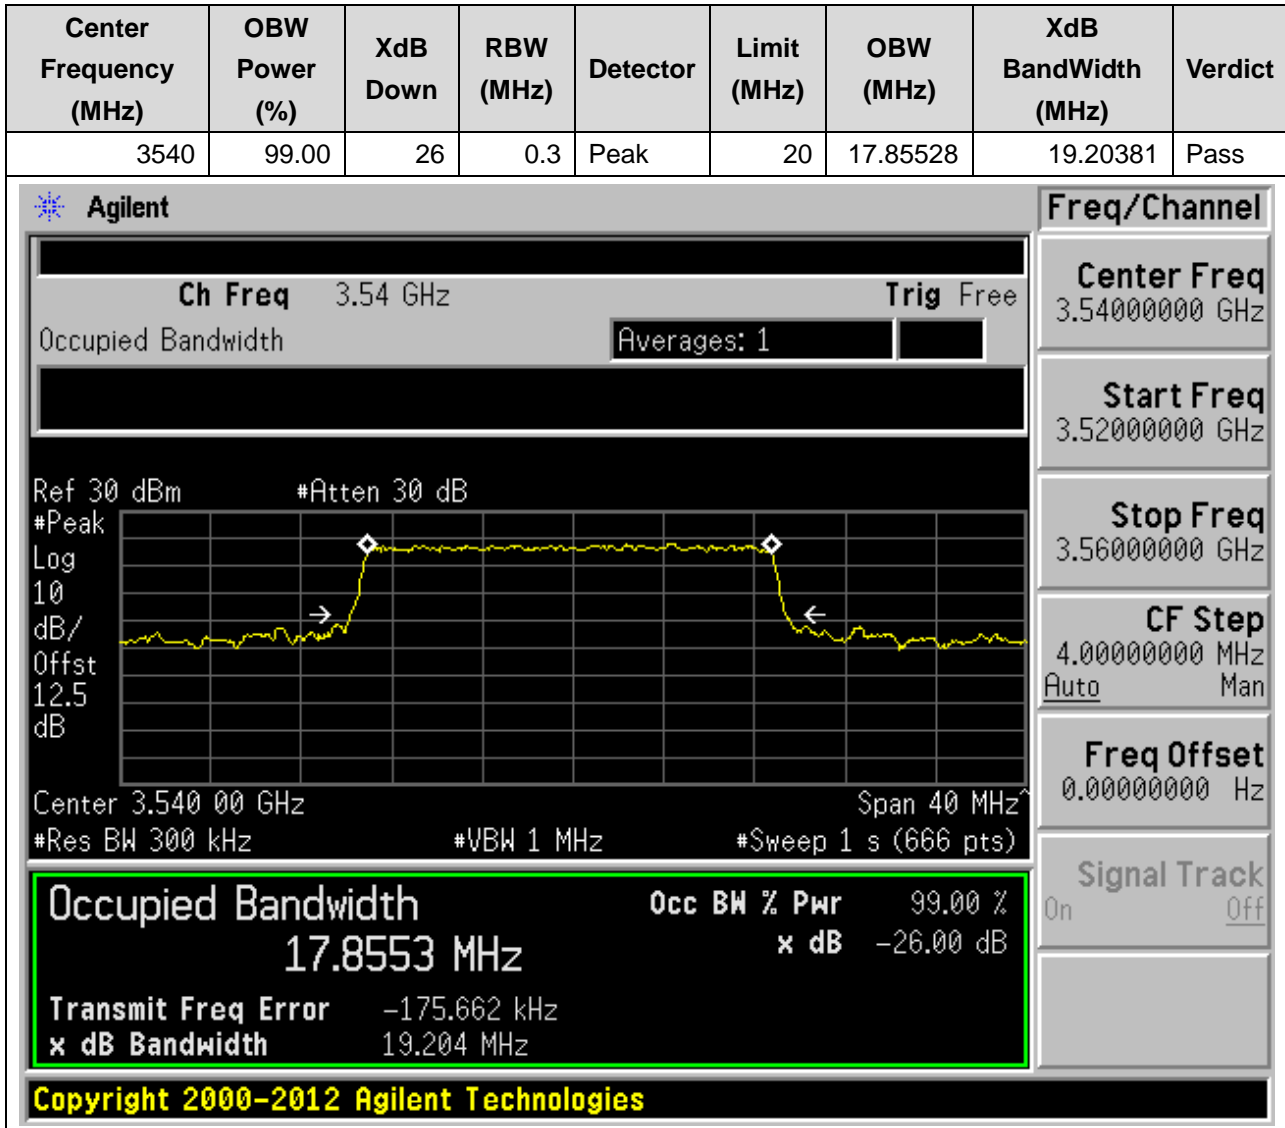 Center Frequency (MHz) OBW Power (%) XdB Down RBW (MHz) Detector Limit (MHz) OBW (MHz) XdB BandWidth (MHz) Verdict
3540 99.00 26 0.3 Peak 20 17.85528 19.20381 Pass
Agilent
Freq/Channel
Ch Freq 3.54 GHz Trig Free
Occupied Bandwidth Averages: 1
Center Freq
3.54000000 GHz
Start Freq
3.52000000 GHz
Stop Freq
3.56000000 GHz
CF Step
4.00000000 MHz
Auto Man
Freq Offset
0.00000000 Hz
Signal Track
On Off
Ref 30 dBm #Atten 30 dB
#Peak
Log
10
dB/
Offst
12.5
dB
Center 3.540 00 GHz Span 40 MHz^
#Res BW 300 kHz #VBW 1 MHz #Sweep 1 s (666 pts)
Occupied Bandwidth Occ BW % Pwr 99.00 %
17.8553 MHz x dB -26.00 dB
Transmit Freq Error -175.662 kHz
x dB Bandwidth 19.204 MHz
Copyright 2000-2012 Agilent Technologies